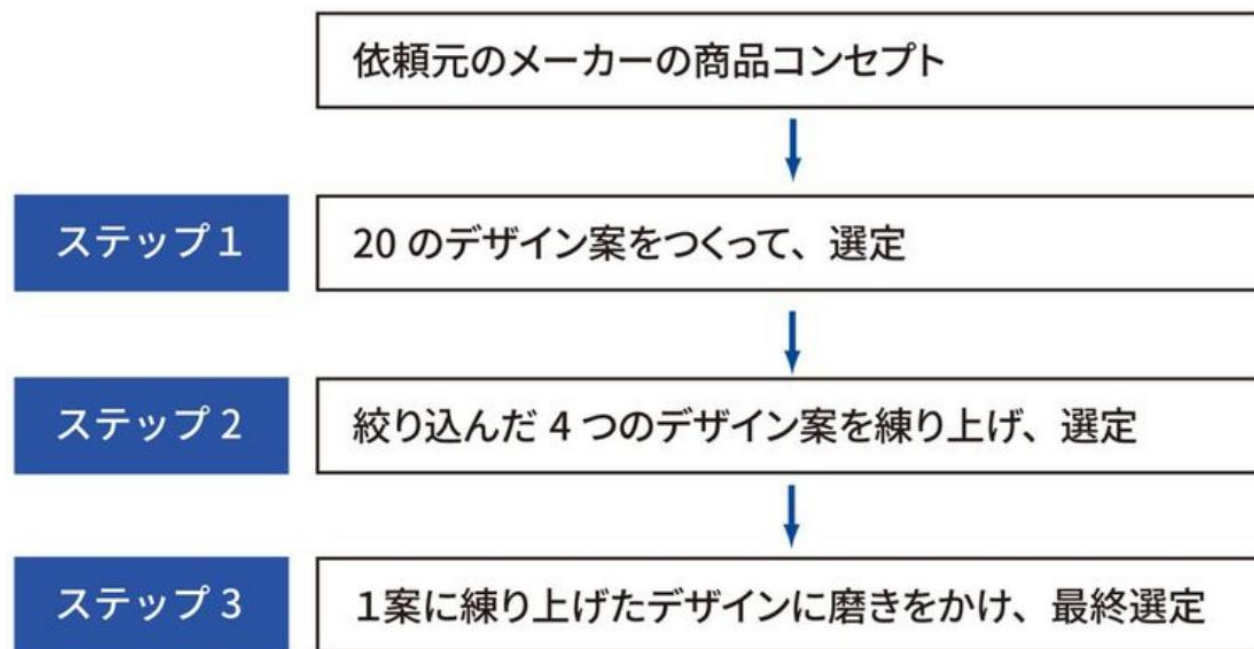 依頼元のメーカーの商品コンセプト
ステップ１
20 のデザイン案をつくって、選定
ステップ 2
絞り込んだ 4 つのデザイン案を練り上げ、選定
ステップ 3
１案に練り上げたデザインに磨きをかけ、最終選定